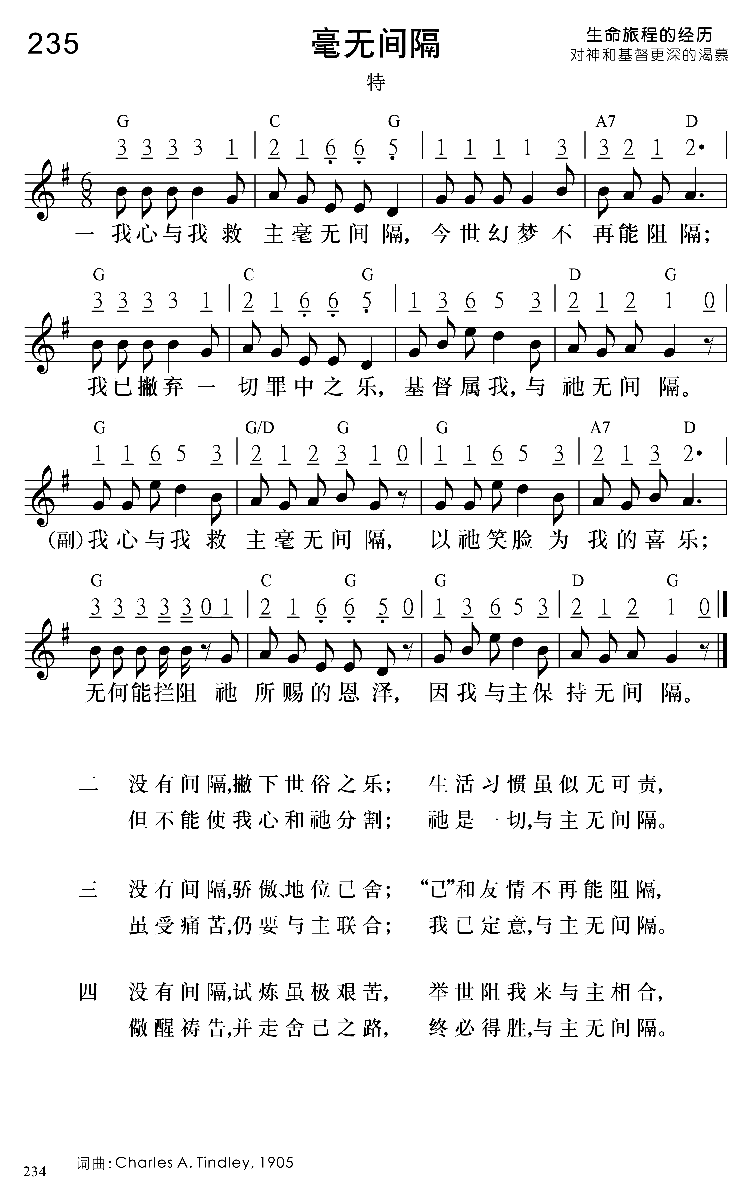 235
毫无间隔
生命旅程的经历
对神和基督更深的渴慕
特
G C G A7 D
3 3 3 3 1 | 2 1 6 6 5 | 1 1 1 1 3 | 3 2 1 2·
6
8
一 我心与我 救 主毫无间隔, 今世幻梦 不 再能阻隔;
G C G D G
3 3 3 3 1 | 2 1 6 6 5 | 1 3 6 5 3 | 2 1 2 1 0
我已撇弃 一 切罪中之乐, 基督属我,与 祂无间 隔。
G G/D G G A7 D
1 1 6 5 3 | 2 1 2 3 1 0 | 1 1 6 5 3 | 2 1 3 2·
(副)我心与我 救 主毫无间隔, 以祂笑脸 为 我的喜乐;
G C G G D G
3 3 3 3 3 0 1 | 2 1 6 6 5 0 | 1 3 6 5 3 | 2 1 2 1 0
无何能拦阻 祂 所赐的恩泽, 因我与主保 持无间 隔。
二 没有间隔,撇下世俗之乐; 生活习惯虽似无可责,
但不能使我心和祂分割; 祂是一切,与主无间隔。
三 没有间隔,骄傲、地位已舍; “己”和友情不再能阻隔,
虽受痛苦,仍要与主联合; 我已定意,与主无间隔。
四 没有间隔,试炼虽极艰苦, 举世阻我来与主相合,
儆醒祷告,并走舍己之路, 终必得胜,与主无间隔。
词曲:Charles A. Tindley, 1905
234